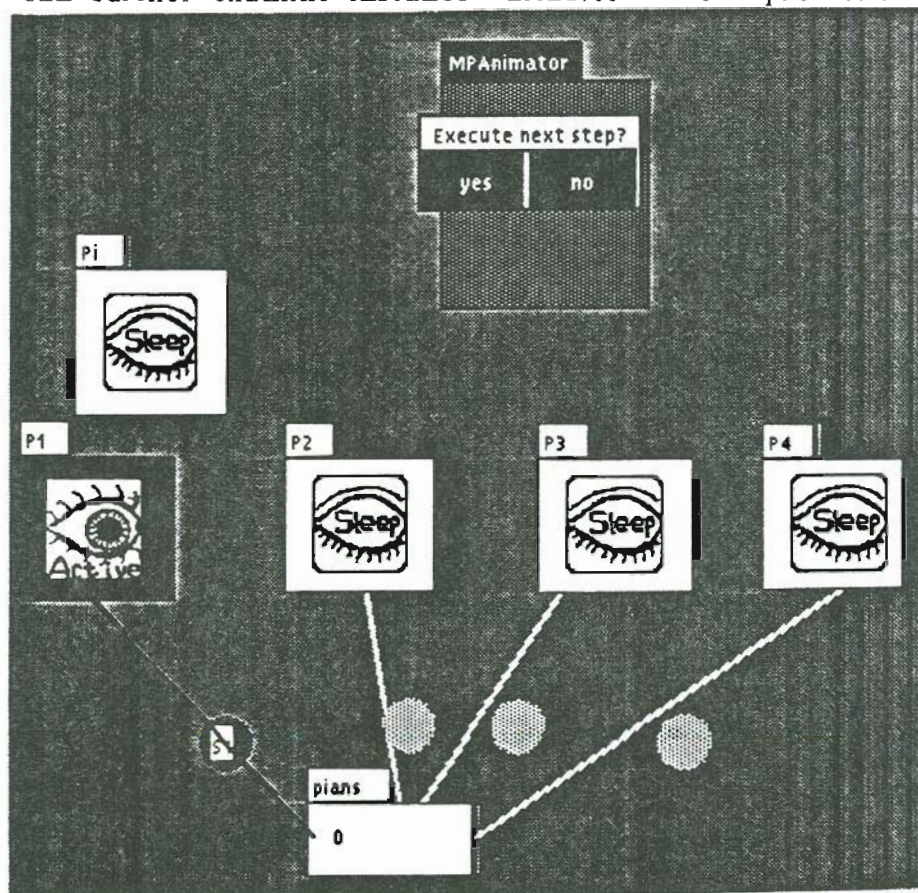 MPAnimator
Execute next step?
yes no
Pi
Sleep
P1
P2
P3
P4
Active
Sleep
Sleep
Sleep
pians
0